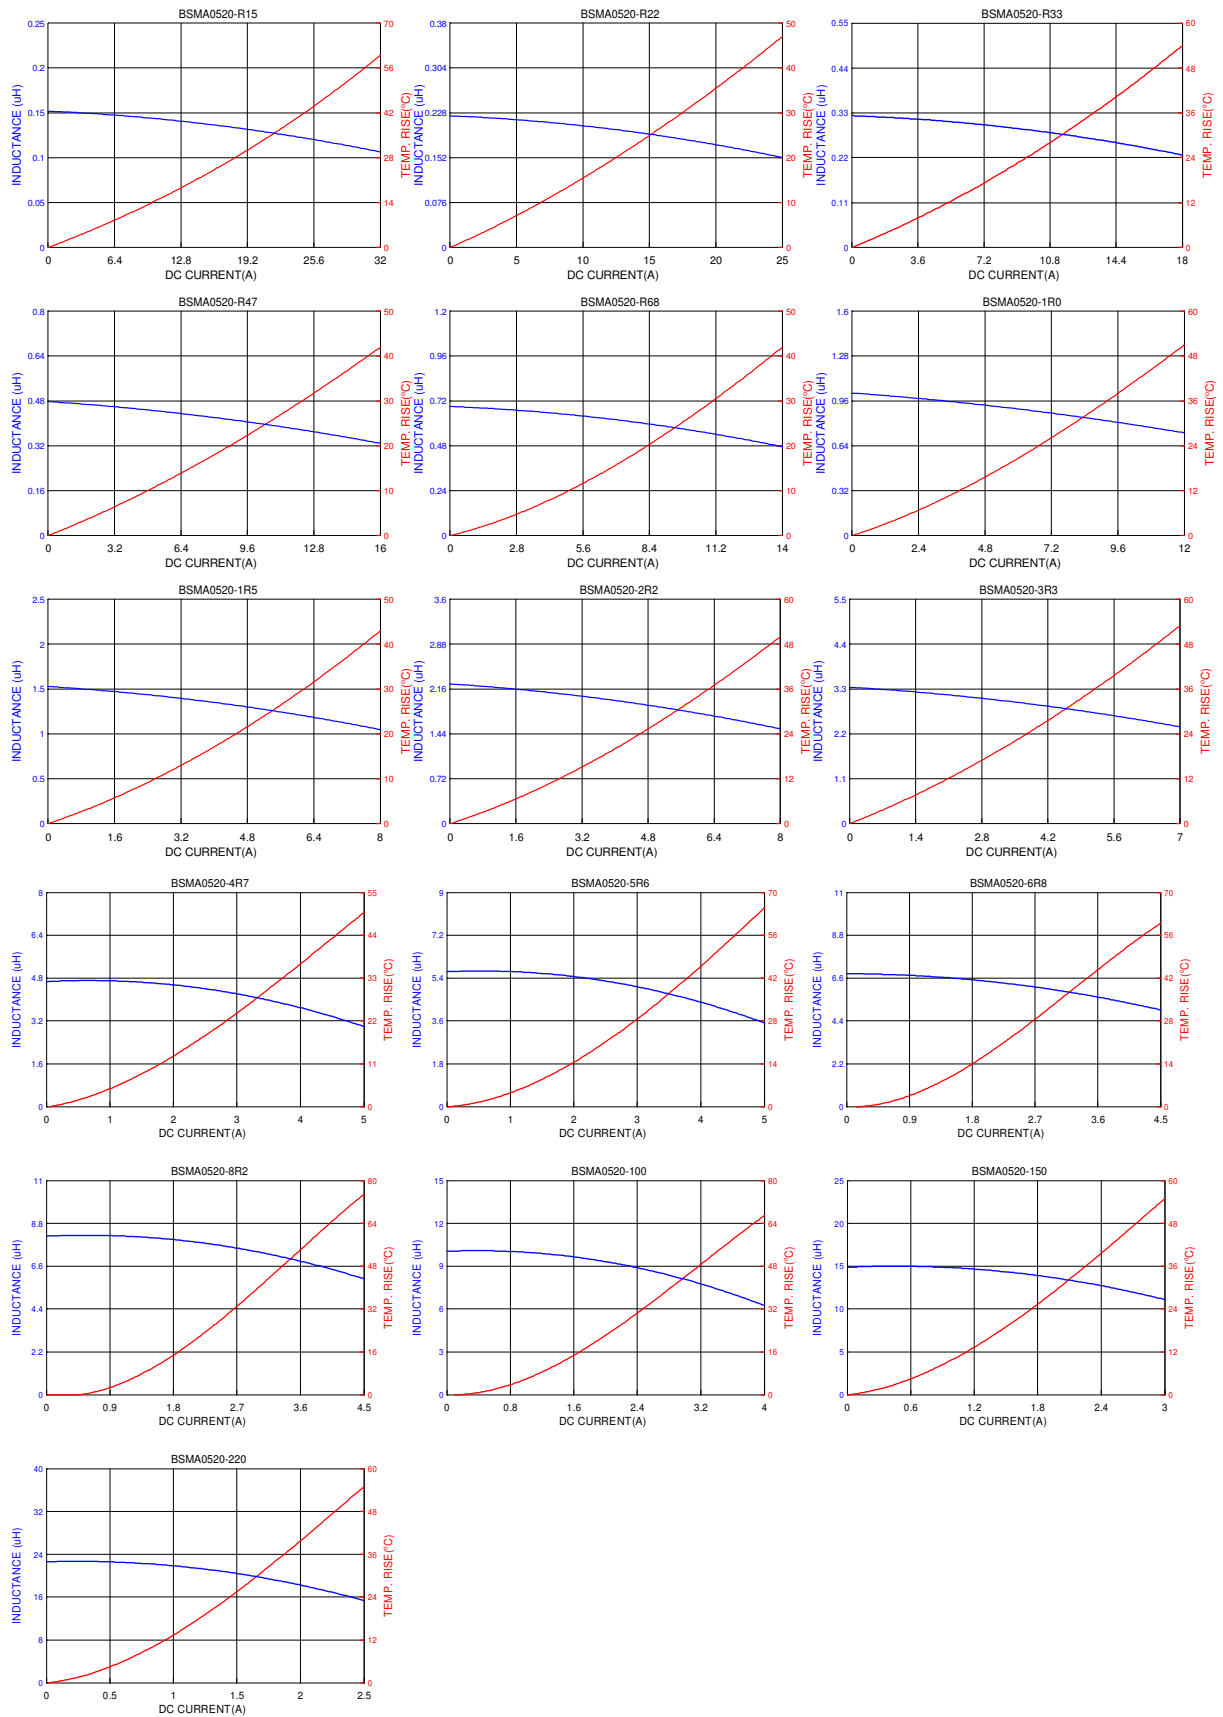 BSMA0520-R15
0.25
0.2
0.15
0.1
0.05
0
INDUCTANCE (uH)
70
56
42
28
14
0
TEMP. RISE(ºC)
0 6.4 12.8 19.2 25.6 32
DC CURRENT(A)
BSMA0520-R22
0.38
0.304
0.228
0.152
0.076
0
INDUCTANCE (uH)
50
40
30
20
10
0
TEMP. RISE(ºC)
0 5 10 15 20 25
DC CURRENT(A)
BSMA0520-R33
0.55
0.44
0.33
0.22
0.11
0
INDUCTANCE (uH)
60
48
36
24
12
0
TEMP. RISE(ºC)
0 3.6 7.2 10.8 14.4 18
DC CURRENT(A)
BSMA0520-R47
0.8
0.64
0.48
0.32
0.16
0
INDUCTANCE (uH)
50
40
30
20
10
0
TEMP. RISE(ºC)
0 3.2 6.4 9.6 12.8 16
DC CURRENT(A)
BSMA0520-R68
1.2
0.96
0.72
0.48
0.24
0
INDUCTANCE (uH)
50
40
30
20
10
0
TEMP. RISE(ºC)
0 2.8 5.6 8.4 11.2 14
DC CURRENT(A)
BSMA0520-1R0
1.6
1.28
0.96
0.64
0.32
0
INDUCTANCE (uH)
60
48
36
24
12
0
TEMP. RISE(ºC)
0 2.4 4.8 7.2 9.6 12
DC CURRENT(A)
BSMA0520-1R5
2.5
2
1.5
1
0.5
0
INDUCTANCE (uH)
50
40
30
20
10
0
TEMP. RISE(ºC)
0 1.6 3.2 4.8 6.4 8
DC CURRENT(A)
BSMA0520-2R2
3.6
2.88
2.16
1.44
0.72
0
INDUCTANCE (uH)
60
48
36
24
12
0
TEMP. RISE(ºC)
0 1.6 3.2 4.8 6.4 8
DC CURRENT(A)
BSMA0520-3R3
5.5
4.4
3.3
2.2
1.1
0
INDUCTANCE (uH)
60
48
36
24
12
0
TEMP. RISE(ºC)
0 1.4 2.8 4.2 5.6 7
DC CURRENT(A)
BSMA0520-4R7
8
6.4
4.8
3.2
1.6
0
INDUCTANCE (uH)
55
44
33
22
11
0
TEMP. RISE(ºC)
0 1 2 3 4 5
DC CURRENT(A)
BSMA0520-5R6
9
7.2
5.4
3.6
1.8
0
INDUCTANCE (uH)
70
56
42
28
14
0
TEMP. RISE(ºC)
0 1 2 3 4 5
DC CURRENT(A)
BSMA0520-6R8
11
8.8
6.6
4.4
2.2
0
INDUCTANCE (uH)
70
56
42
28
14
0
TEMP. RISE(ºC)
0 0.9 1.8 2.7 3.6 4.5
DC CURRENT(A)
BSMA0520-8R2
11
8.8
6.6
4.4
2.2
0
INDUCTANCE (uH)
80
64
48
32
16
0
TEMP. RISE(ºC)
0 0.9 1.8 2.7 3.6 4.5
DC CURRENT(A)
BSMA0520-100
15
12
9
6
3
0
INDUCTANCE (uH)
80
64
48
32
16
0
TEMP. RISE(ºC)
0 0.8 1.6 2.4 3.2 4
DC CURRENT(A)
BSMA0520-150
25
20
15
10
5
0
INDUCTANCE (uH)
60
48
36
24
12
0
TEMP. RISE(ºC)
0 0.6 1.2 1.8 2.4 3
DC CURRENT(A)
BSMA0520-220
40
32
24
16
8
0
INDUCTANCE (uH)
60
48
36
24
12
0
TEMP. RISE(ºC)
0 0.5 1 1.5 2 2.5
DC CURRENT(A)